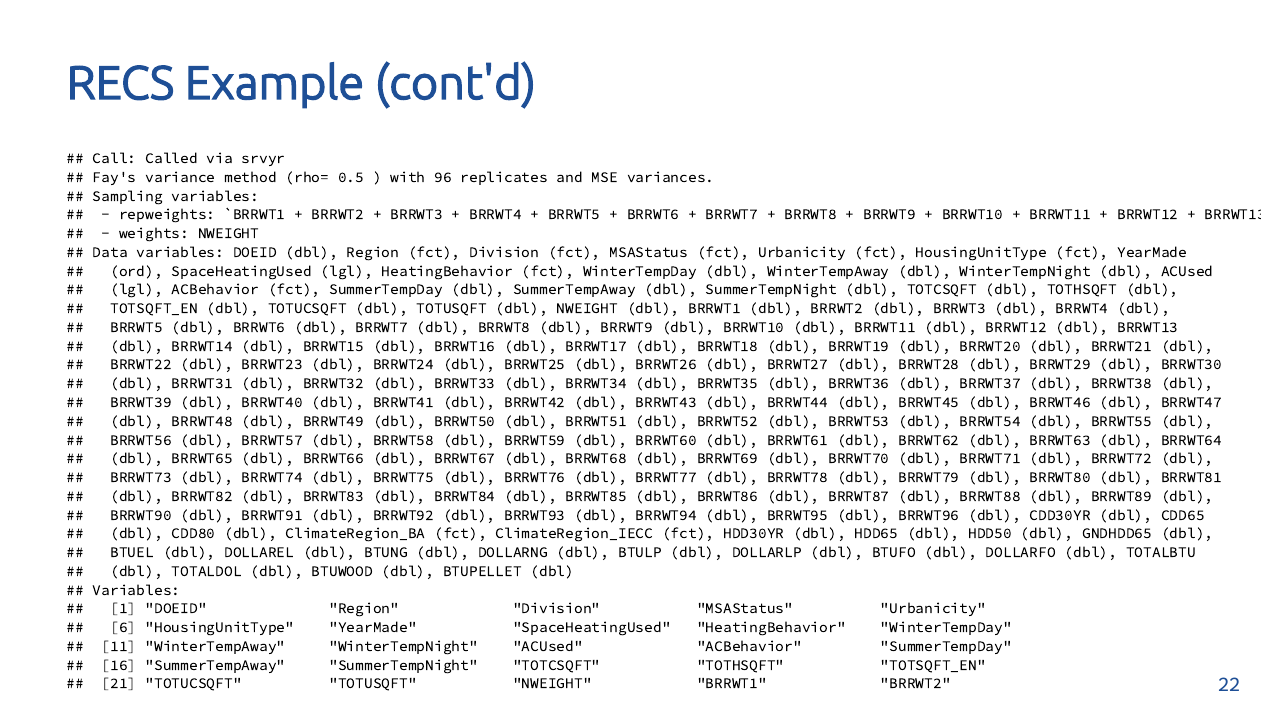 RECS Example (cont'd)
## Call: Called via srvyr
## Fay's variance method (rho= 0.5 ) with 96 replicates and MSE variances.
## Sampling variables:
##  - repweights: `BRRWT1 + BRRWT2 + BRRWT3 + BRRWT4 + BRRWT5 + BRRWT6 + BRRWT7 + BRRWT8 + BRRWT9 + BRRWT10 + BRRWT11 + BRRWT12 + BRRWT13
##  - weights: NWEIGHT
## Data variables: DOEID (dbl), Region (fct), Division (fct), MSAStatus (fct), Urbanicity (fct), HousingUnitType (fct), YearMade
##   (ord), SpaceHeatingUsed (lgl), HeatingBehavior (fct), WinterTempDay (dbl), WinterTempAway (dbl), WinterTempNight (dbl), ACUsed
##   (lgl), ACBehavior (fct), SummerTempDay (dbl), SummerTempAway (dbl), SummerTempNight (dbl), TOTCSQFT (dbl), TOTHSQFT (dbl),
##   TOTSQFT_EN (dbl), TOTUCSQFT (dbl), TOTUSQFT (dbl), NWEIGHT (dbl), BRRWT1 (dbl), BRRWT2 (dbl), BRRWT3 (dbl), BRRWT4 (dbl),
##   BRRWT5 (dbl), BRRWT6 (dbl), BRRWT7 (dbl), BRRWT8 (dbl), BRRWT9 (dbl), BRRWT10 (dbl), BRRWT11 (dbl), BRRWT12 (dbl), BRRWT13
##   (dbl), BRRWT14 (dbl), BRRWT15 (dbl), BRRWT16 (dbl), BRRWT17 (dbl), BRRWT18 (dbl), BRRWT19 (dbl), BRRWT20 (dbl), BRRWT21 (dbl),
##   BRRWT22 (dbl), BRRWT23 (dbl), BRRWT24 (dbl), BRRWT25 (dbl), BRRWT26 (dbl), BRRWT27 (dbl), BRRWT28 (dbl), BRRWT29 (dbl), BRRWT30
##   (dbl), BRRWT31 (dbl), BRRWT32 (dbl), BRRWT33 (dbl), BRRWT34 (dbl), BRRWT35 (dbl), BRRWT36 (dbl), BRRWT37 (dbl), BRRWT38 (dbl),
##   BRRWT39 (dbl), BRRWT40 (dbl), BRRWT41 (dbl), BRRWT42 (dbl), BRRWT43 (dbl), BRRWT44 (dbl), BRRWT45 (dbl), BRRWT46 (dbl), BRRWT47
##   (dbl), BRRWT48 (dbl), BRRWT49 (dbl), BRRWT50 (dbl), BRRWT51 (dbl), BRRWT52 (dbl), BRRWT53 (dbl), BRRWT54 (dbl), BRRWT55 (dbl),
##   BRRWT56 (dbl), BRRWT57 (dbl), BRRWT58 (dbl), BRRWT59 (dbl), BRRWT60 (dbl), BRRWT61 (dbl), BRRWT62 (dbl), BRRWT63 (dbl), BRRWT64
##   (dbl), BRRWT65 (dbl), BRRWT66 (dbl), BRRWT67 (dbl), BRRWT68 (dbl), BRRWT69 (dbl), BRRWT70 (dbl), BRRWT71 (dbl), BRRWT72 (dbl),
##   BRRWT73 (dbl), BRRWT74 (dbl), BRRWT75 (dbl), BRRWT76 (dbl), BRRWT77 (dbl), BRRWT78 (dbl), BRRWT79 (dbl), BRRWT80 (dbl), BRRWT81
##   (dbl), BRRWT82 (dbl), BRRWT83 (dbl), BRRWT84 (dbl), BRRWT85 (dbl), BRRWT86 (dbl), BRRWT87 (dbl), BRRWT88 (dbl), BRRWT89 (dbl),
##   BRRWT90 (dbl), BRRWT91 (dbl), BRRWT92 (dbl), BRRWT93 (dbl), BRRWT94 (dbl), BRRWT95 (dbl), BRRWT96 (dbl), CDD30YR (dbl), CDD65
##   (dbl), CDD80 (dbl), ClimateRegion_BA (fct), ClimateRegion_IECC (fct), HDD30YR (dbl), HDD65 (dbl), HDD50 (dbl), GNDHDD65 (dbl),
##   BTUEL (dbl), DOLLAREL (dbl), BTUNG (dbl), DOLLARNG (dbl), BTULP (dbl), DOLLARLP (dbl), BTUFO (dbl), DOLLARFO (dbl), TOTALBTU
##   (dbl), TOTALDOL (dbl), BTUWOOD (dbl), BTUPELLET (dbl)
## Variables:
##   [1] "DOEID"              "Region"             "Division"           "MSAStatus"          "Urbanicity"
##   [6] "HousingUnitType"    "YearMade"           "SpaceHeatingUsed"   "HeatingBehavior"    "WinterTempDay"
##  [11] "WinterTempAway"     "WinterTempNight"    "ACUsed"             "ACBehavior"         "SummerTempDay"
##  [16] "SummerTempAway"     "SummerTempNight"    "TOTCSQFT"           "TOTHSQFT"           "TOTSQFT_EN"
##  [21] "TOTUCSQFT"          "TOTUSQFT"           "NWEIGHT"            "BRRWT1"             "BRRWT2"
22